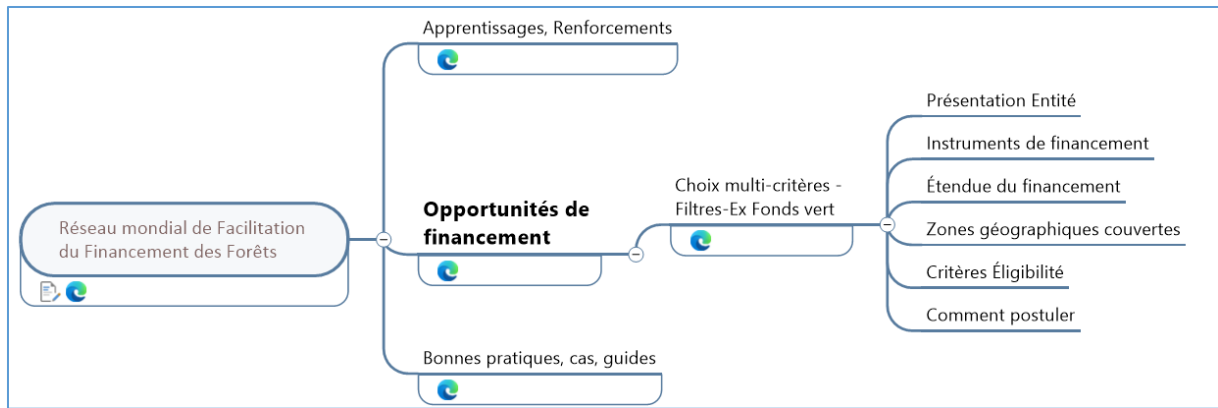 Apprentissages, Renforcements
Réseau mondial de Facilitation
du Financement des Forêts
Opportunités de
financement
Choix multi-critères -
Filtres-Ex Fonds vert
Présentation Entité
Instruments de financement
Étendue du financement
Zones géographiques couvertes
Critères Éligibilité
Comment postuler
Bonnes pratiques, cas, guides